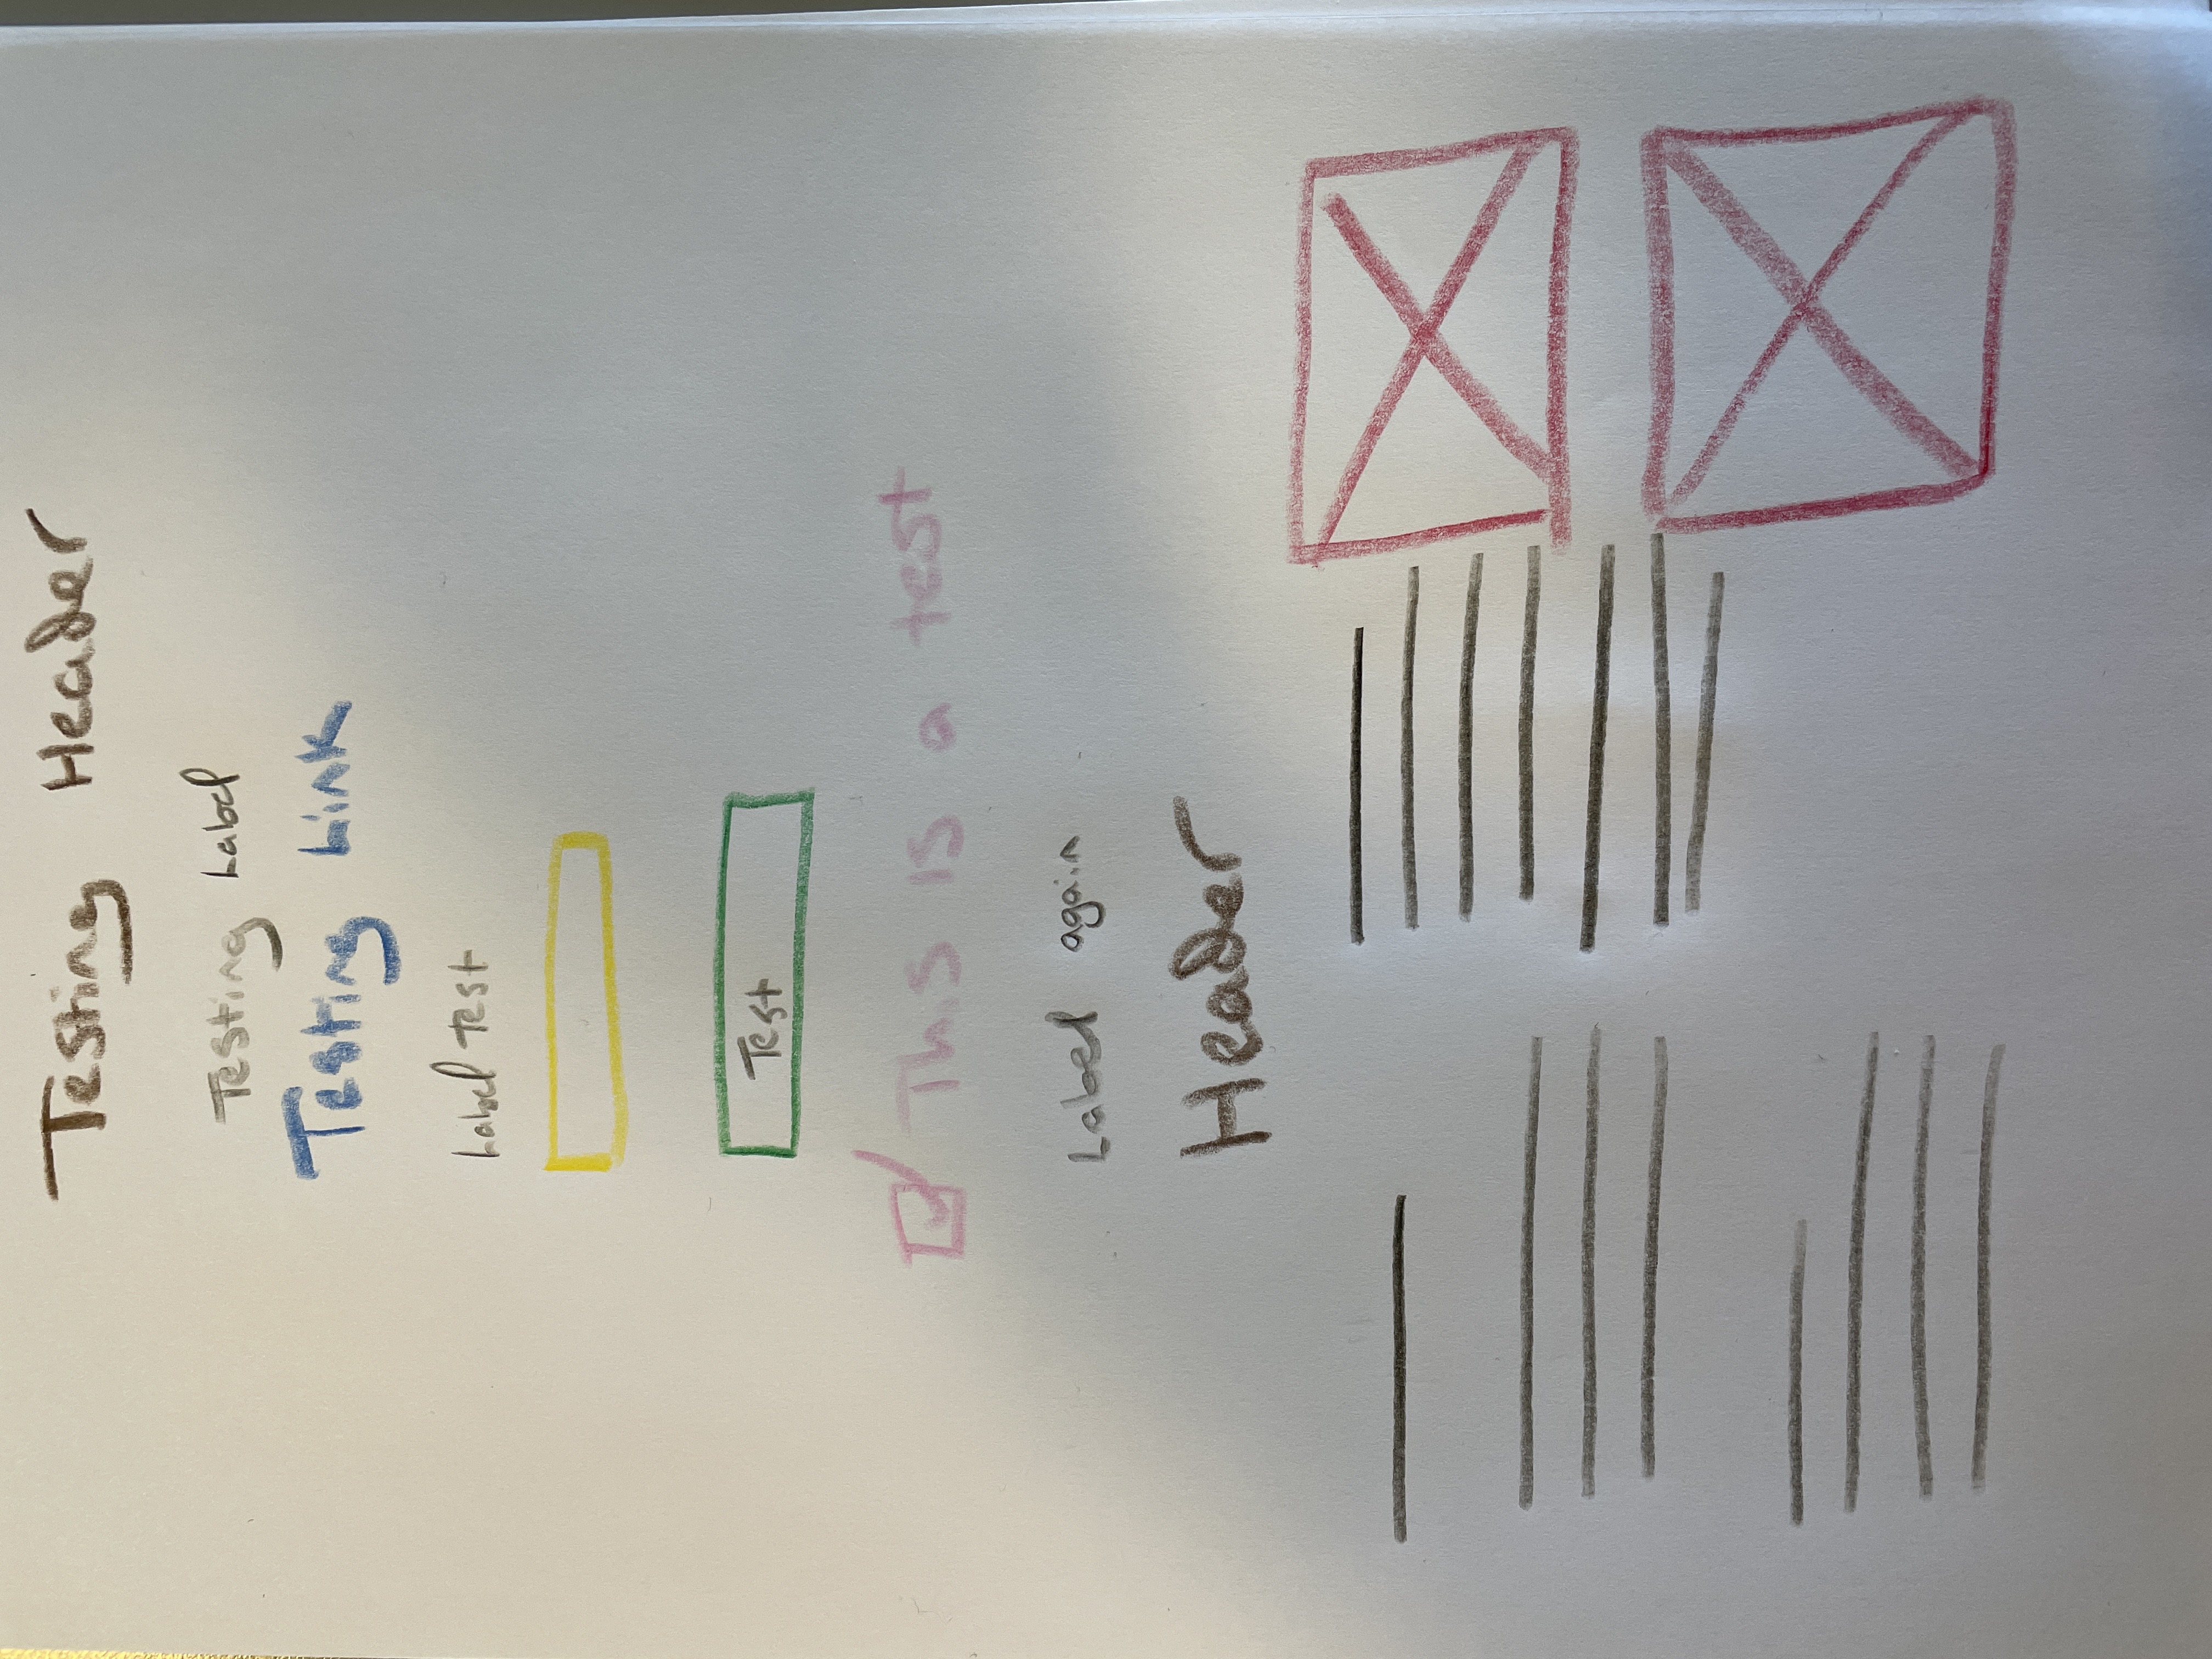 Testing Header
Testing Label
Testing Link
Label Test
Test
This is a test
Label again
Header